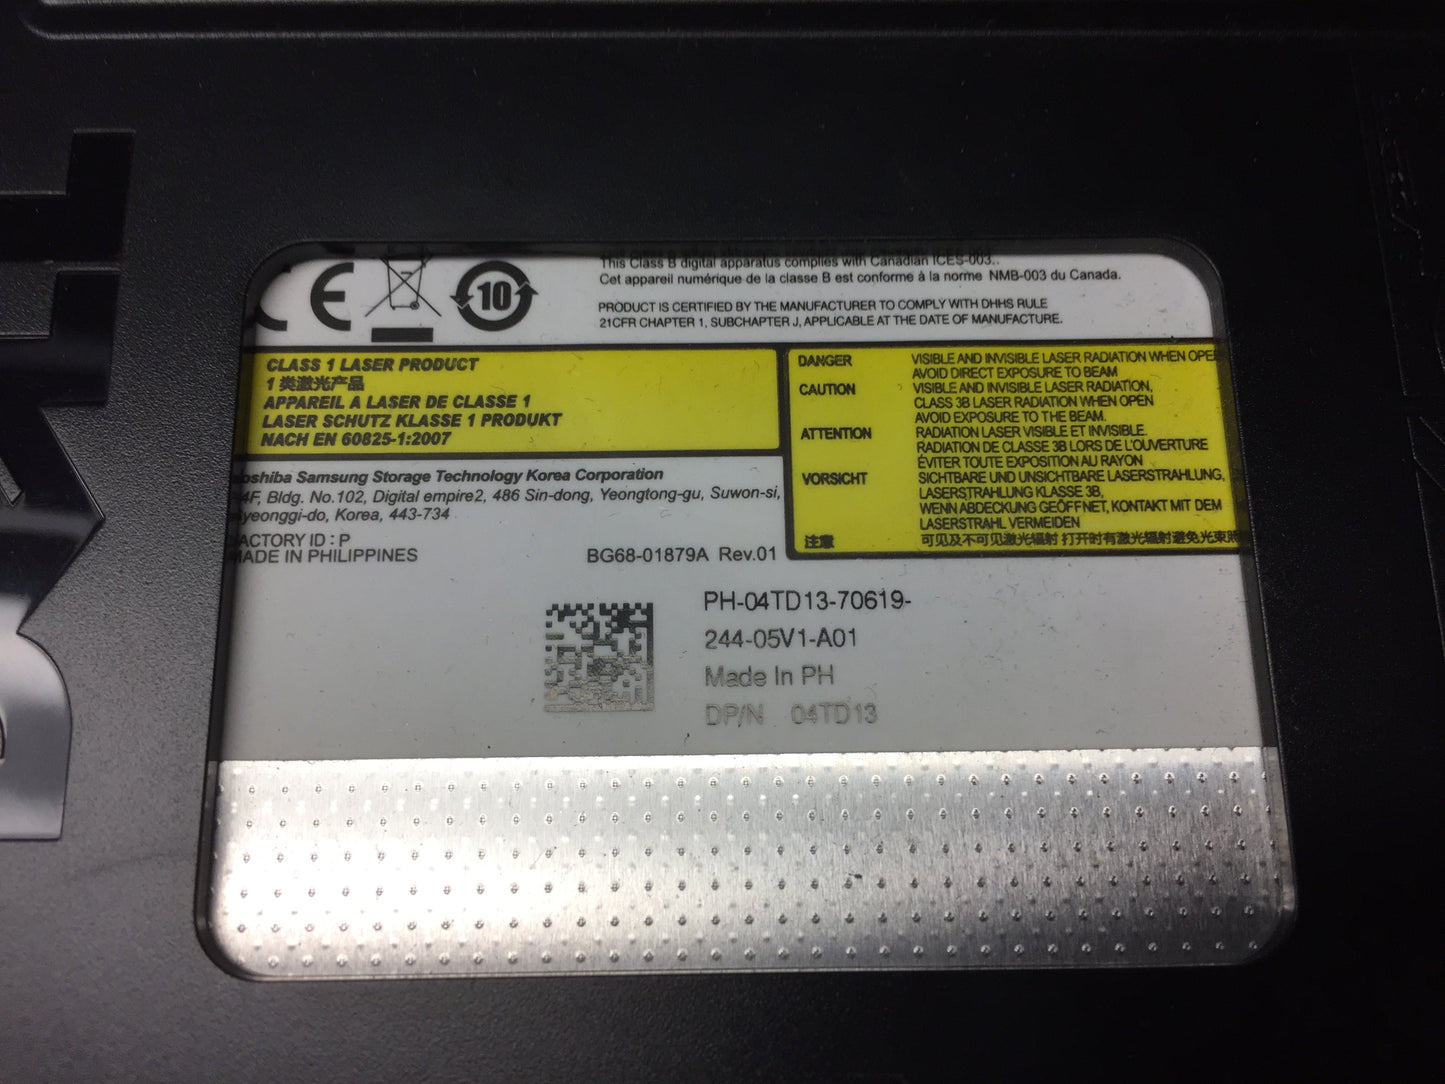 This Class B digital apparatus complies with Canadian ICES-003..
Cet appareil numérique de la classe B est conforme à la norme NMB-003 du Canada.
PRODUCT IS CERTIFIED BY THE MANUFACTURER TO COMPLY WITH DHHS RULE
21CFR CHAPTER 1, SUBCHAPTER J, APPLICABLE AT THE DATE OF MANUFACTURE.
CE
7
10
CLASS 1 LASER PRODUCT
1 类激光产品
APPAREIL A LASER DE CLASSE 1
LASER SCHUTZ KLASSE 1 PRODUKT
NACH EN 60825-1:2007
DANGER VISIBLE AND INVISIBLE LASER RADIATION WHEN OPE
AVOID DIRECT EXPOSURE TO BEAM
CAUTION VISIBLE AND INVISIBLE LASER RADIATION,
CLASS 3B LASER RADIATION WHEN OPEN
AVOID EXPOSURE TO THE BEAM.
ATTENTION RADIATION LASER VISIBLE ET INVISIBLE.
RADIATION DE CLASSE 3B LORS DE L'OUVERTURE
ÉVITER TOUTE EXPOSITION AU RAYON
VORSICHT SICHTBARE UND UNSICHTBARE LASERSTRAHLUNG,
LASERSTRAHLUNG KLASSE 3B,
WENN ABDECKUNG GEÖFFNET, KONTAKT MIT DEM
LASERSTRAHL VERMEIDEN
注意 可见及不可见激光辐射 打开时有激光辐射避免光束照
oshiba Samsung Storage Technology Korea Corporation
4F, Bldg. No.102, Digital empire2, 486 Sin-dong, Yeongtong-gu, Suwon-si,
yeonggi-do, Korea, 443-734
ACTORY ID : P
MADE IN PHILIPPINES
BG68-01879A Rev.01
PH-04TD13-70619-
244-05V1-A01
Made In PH
DP/N 04TD13